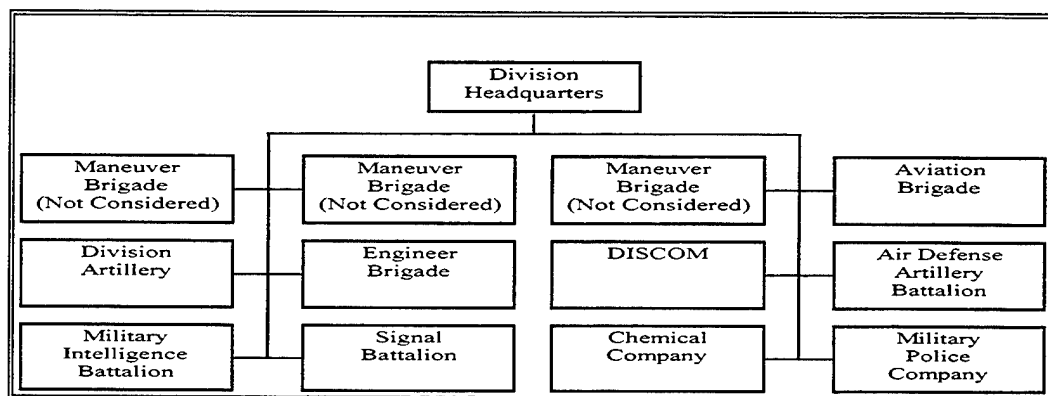 Division
Headquarters
Maneuver
Brigade
(Not Considered)
Maneuver
Brigade
(Not Considered)
Maneuver
Brigade
(Not Considered)
Aviation
Brigade
Division
Artillery
Engineer
Brigade
DISCOM
Air Defense
Artillery
Battalion
Military
Intelligence
Battalion
Signal
Battalion
Chemical
Company
Military
Police
Company